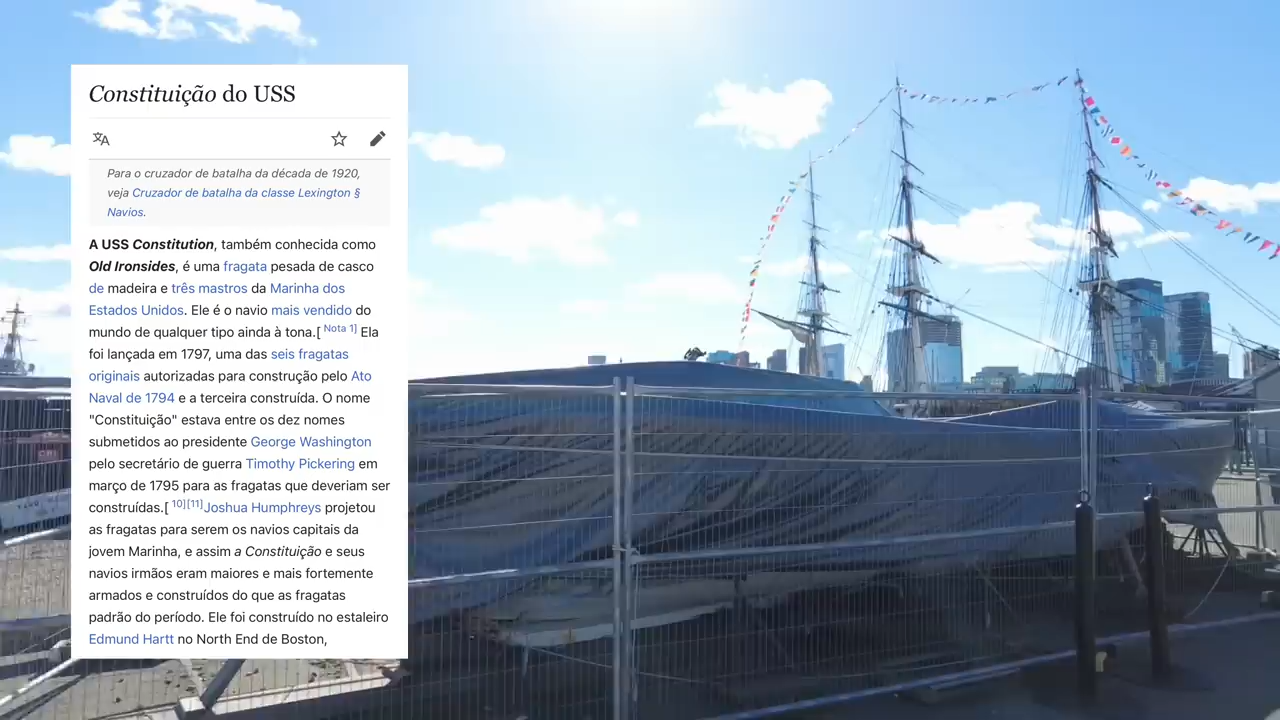 Constituição do USS
Para o cruzador de batalha da década de 1920,
veja Cruzador de batalha da classe Lexington §
Navios.
A USS Constitution, também conhecida como
Old Ironsides, é uma fragata pesada de casco
de madeira e três mastros da Marinha dos
Estados Unidos. Ele é o navio mais vendido do
mundo de qualquer tipo ainda à tona.[ Nota 1] Ela
foi lançada em 1797, uma das seis fragatas
originais autorizadas para construção pelo Ato
Naval de 1794 e a terceira construída. O nome
"Constituição" estava entre os dez nomes
submetidos ao presidente George Washington
pelo secretário de guerra Timothy Pickering em
março de 1795 para as fragatas que deveriam ser
construídas.[ 10][11]Joshua Humphreys projetou
as fragatas para serem os navios capitais da
jovem Marinha, e assim a Constituição e seus
navios irmãos eram maiores e mais fortemente
armados e construídos do que as fragatas
padrão do período. Ele foi construído no estaleiro
Edmund Hartt no North End de Boston,